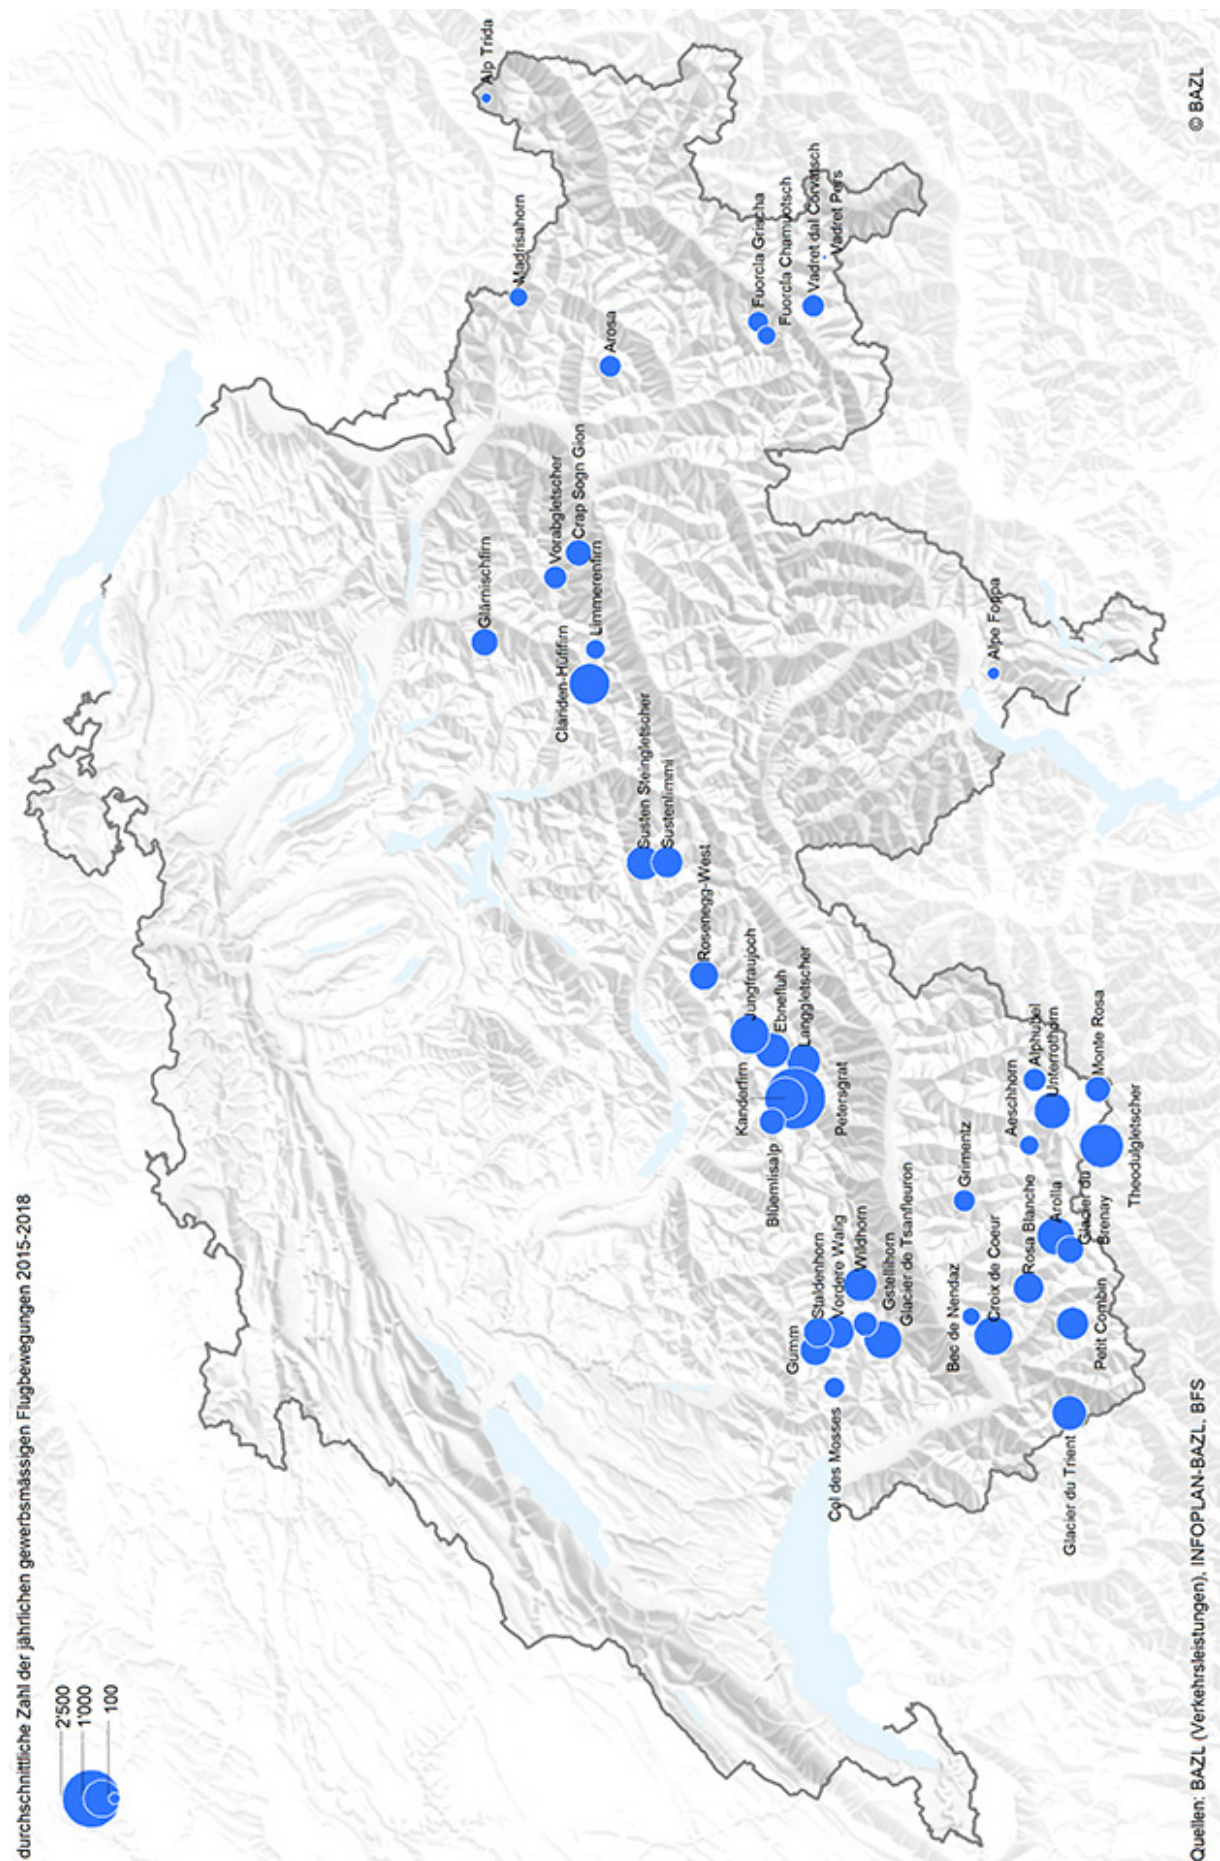 durchschnittliche Zahl der jährlichen gewerbsmässigen Flugbewegungen 2015-2018
2'500
1'000
100
Alp Trida
Madrisahorn
Arosa
Fuorcla Grischa
Fuorcla Chamuotsch
Vadret dal Corvatsch
Vadret Pers
Glärnischfirn
Vorabgletscher
Crap Sogn Gion
Limmerenfirn
Clariden-Hüfifirn
Susten Steingletscher
Sustenlimmi
Rosenegg-West
Jungfraujoch
Ebnefluh
Langgletscher
Kanderfirn
Petersgrat
Blüemlisalp
Alpe Foppa
Gumm
Staldenhorn
Vordere Walig
Wildhorn
Gstellihorn
Glacier de Tsanfleuron
Col des Mosses
Grimentz
Bec de Nendaz
Croix de Coeur
Rosa Blanche
Aeschhorn
Alphubel
Unterrothorn
Monte Rosa
Theodulgletscher
Arolla
Glacier du
Brenay
Petit Combin
Glacier du Trient
Quellen: BAZL (Verkehrsleistungen), INFOPLAN-BAZL, BFS
© BAZL